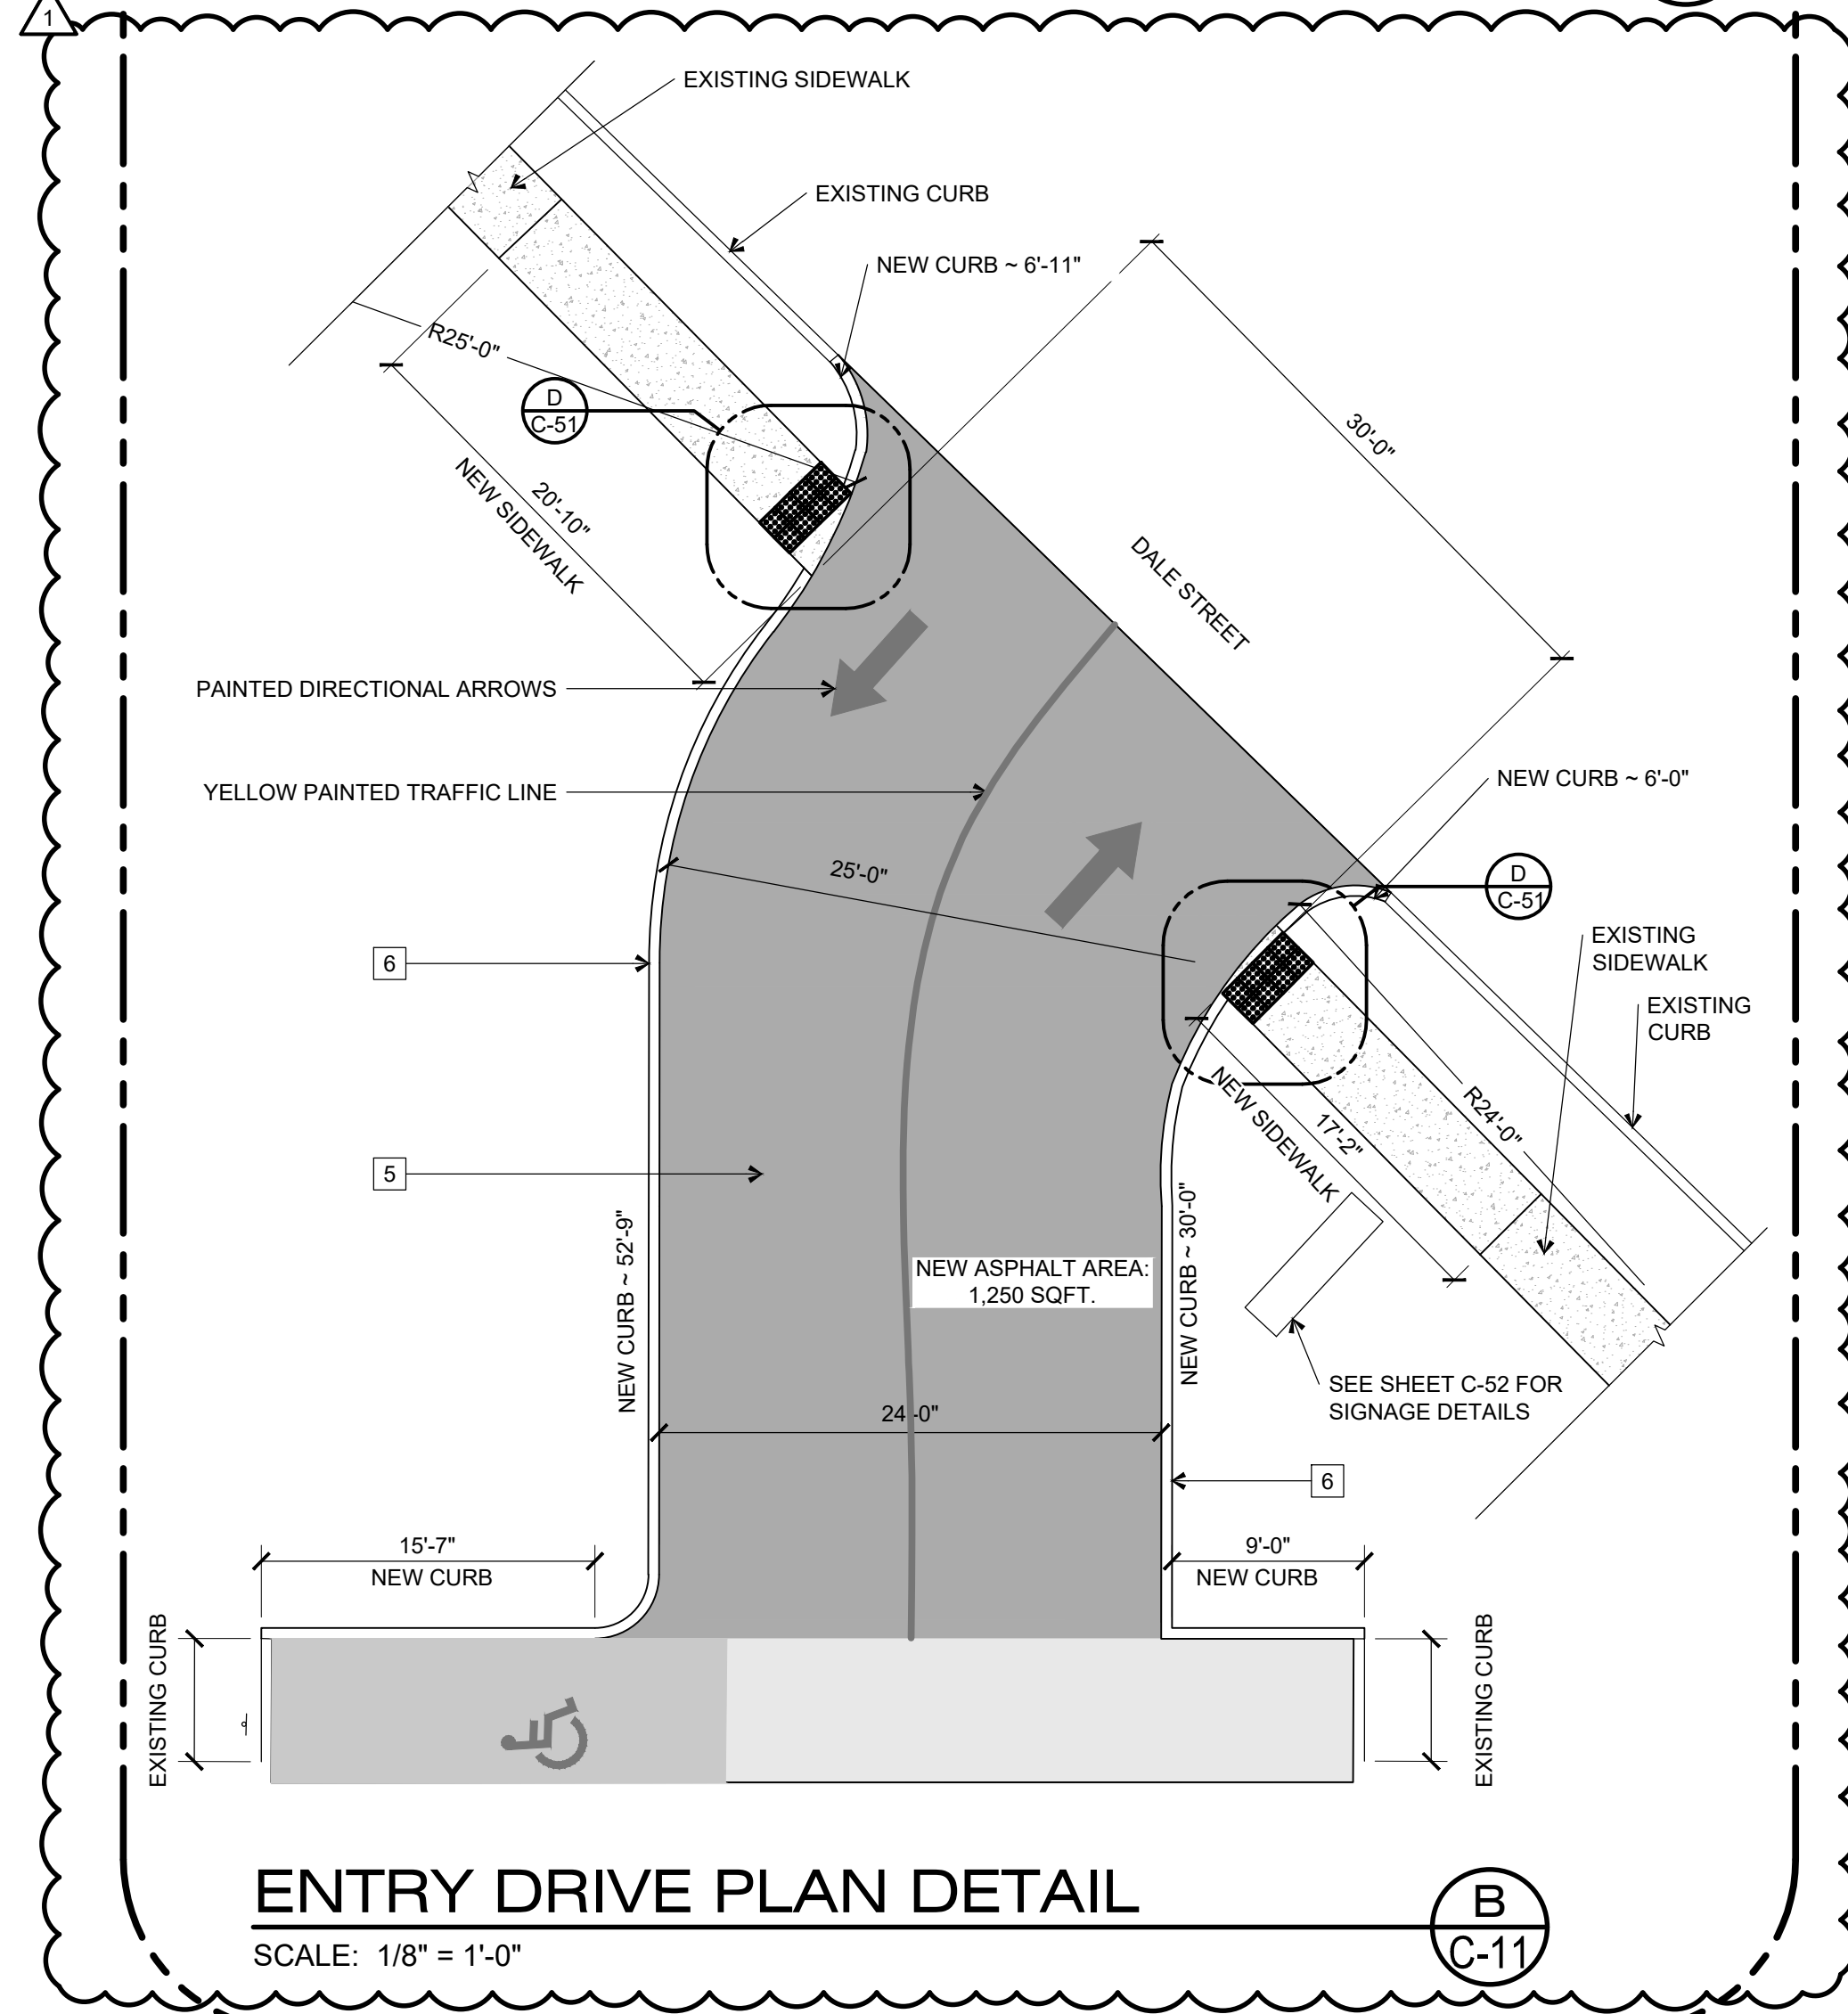 1
EXISTING SIDEWALK
EXISTING CURB
NEW CURB ~ 6'-11"
R25'-0"
D
C-51
20'-10"
NEW SIDEWALK
30'-0"
DALE STREET
PAINTED DIRECTIONAL ARROWS
YELLOW PAINTED TRAFFIC LINE
NEW CURB ~ 6'-0"
25'-0"
D
C-51
EXISTING
SIDEWALK
EXISTING
CURB
6
R24'-0"
17'-2"
NEW SIDEWALK
5
NEW CURB ~ 52'-9"
NEW ASPHALT AREA:
1,250 SQFT.
NEW CURB ~ 30'-0"
SEE SHEET C-52 FOR
SIGNAGE DETAILS
24'-0"
6
15'-7"
NEW CURB
9'-0"
NEW CURB
EXISTING CURB
EXISTING CURB
ENTRY DRIVE PLAN DETAIL
SCALE: 1/8" = 1'-0"
B
C-11